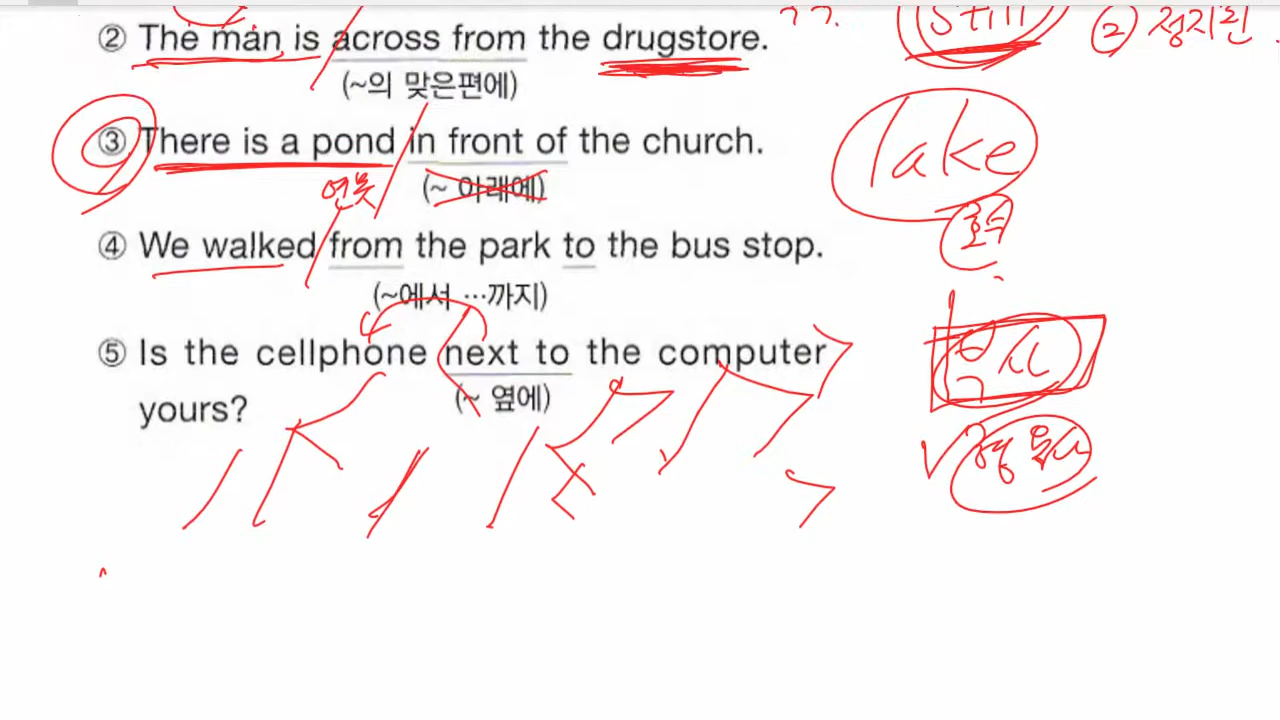 ② The man is across from the drugstore.
(~의 맞은편에)
still
② 정지된
③ There is a pond in front of the church.
연못 (~ 아래에)
lake
호수
④ We walked from the park to the bus stop.
(~에서 …까지)
⑤ Is the cellphone next to the computer
(~ 옆에)
yours?